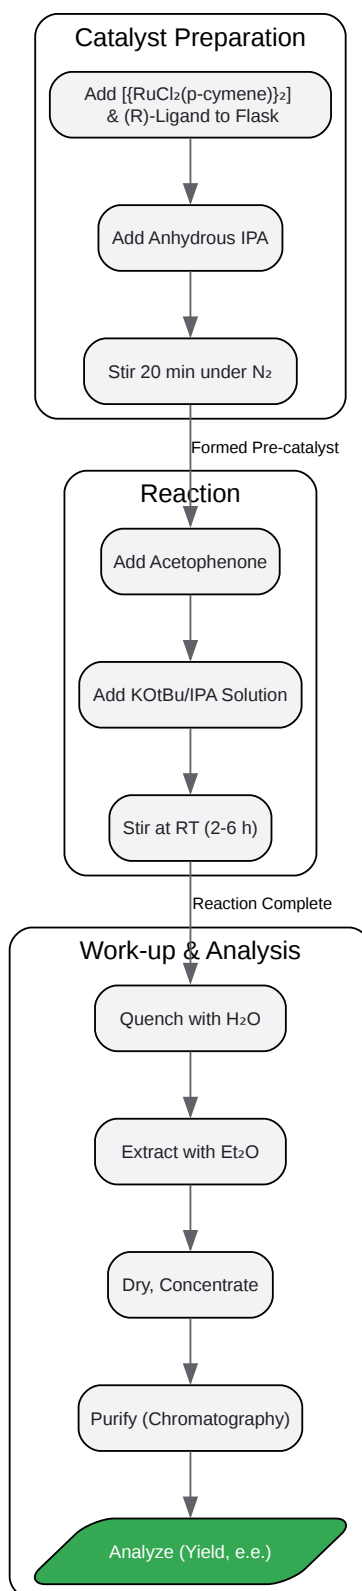 Catalyst Preparation
Add [{RuCl₂(p-cymene)}₂]
& (R)-Ligand to Flask
Add Anhydrous IPA
Stir 20 min under N₂
Formed Pre-catalyst
Reaction
Add Acetophenone
Add KOtBu/IPA Solution
Stir at RT (2-6 h)
Reaction Complete
Work-up & Analysis
Quench with H₂O
Extract with Et₂O
Dry, Concentrate
Purify (Chromatography)
Analyze (Yield, e.e.)